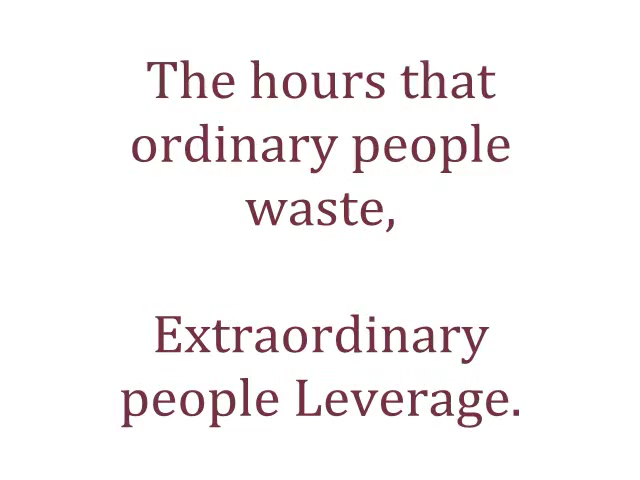 The hours that
ordinary people
waste,
Extraordinary
people Leverage.